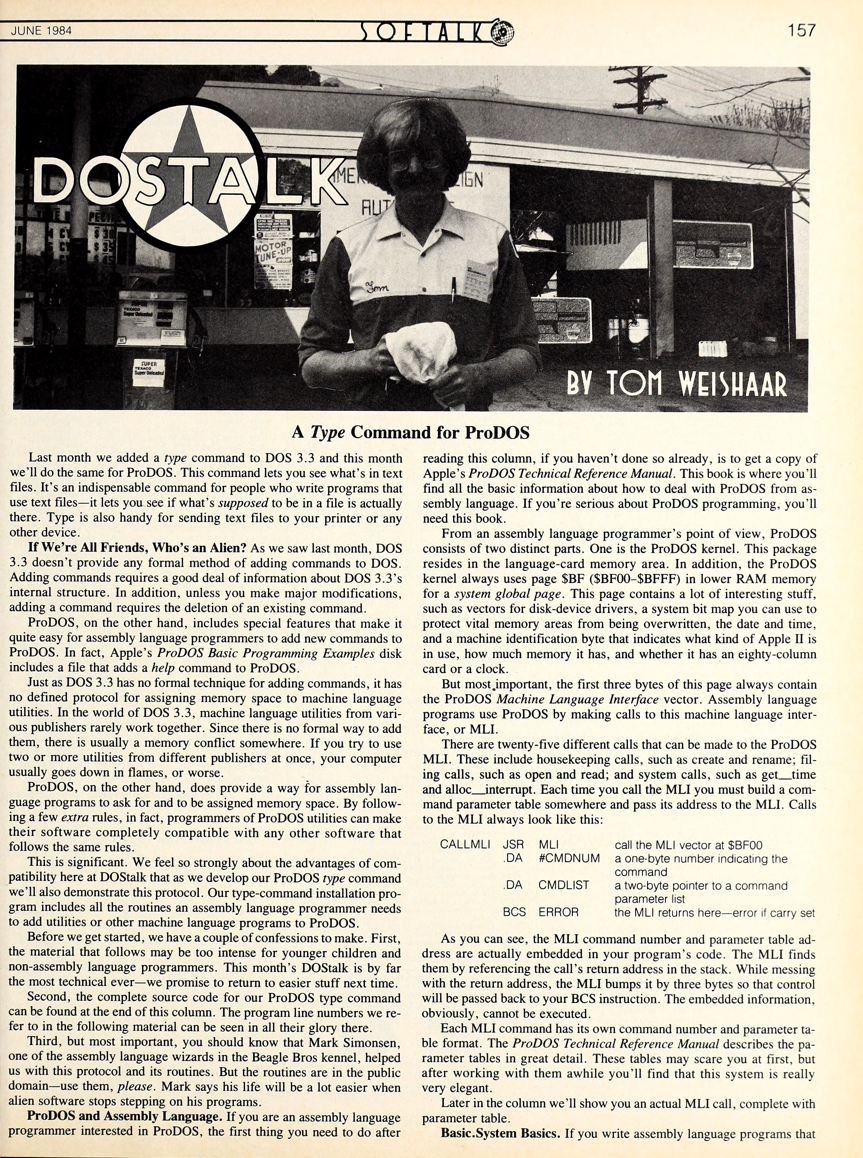 JUNE 1984
SOFTALK
157
DOSTALK
MOTOR
TUNE-UP
Tom
SUPER
TEXACO
Super Unleaded
BY TOM WEISHAAR
A Type Command for ProDOS
Last month we added a type command to DOS 3.3 and this month
we'll do the same for ProDOS. This command lets you see what's in text
files. It's an indispensable command for people who write programs that
use text files—it lets you see if what's supposed to be in a file is actually
there. Type is also handy for sending text files to your printer or any
other device.
If We're All Friends, Who's an Alien? As we saw last month, DOS
3.3 doesn't provide any formal method of adding commands to DOS.
Adding commands requires a good deal of information about DOS 3.3's
internal structure. In addition, unless you make major modifications,
adding a command requires the deletion of an existing command.
ProDOS, on the other hand, includes special features that make it
quite easy for assembly language programmers to add new commands to
ProDOS. In fact, Apple's ProDOS Basic Programming Examples disk
includes a file that adds a help command to ProDOS.
Just as DOS 3.3 has no formal technique for adding commands, it has
no defined protocol for assigning memory space to machine language
utilities. In the world of DOS 3.3, machine language utilities from vari-
ous publishers rarely work together. Since there is no formal way to add
them, there is usually a memory conflict somewhere. If you try to use
two or more utilities from different publishers at once, your computer
usually goes down in flames, or worse.
ProDOS, on the other hand, does provide a way for assembly lan-
guage programs to ask for and to be assigned memory space. By follow-
ing a few extra rules, in fact, programmers of ProDOS utilities can make
their software completely compatible with any other software that
follows the same rules.
This is significant. We feel so strongly about the advantages of com-
patibility here at DOStalk that as we develop our ProDOS type command
we'll also demonstrate this protocol. Our type-command installation pro-
gram includes all the routines an assembly language programmer needs
to add utilities or other machine language programs to ProDOS.
Before we get started, we have a couple of confessions to make. First,
the material that follows may be too intense for younger children and
non-assembly language programmers. This month's DOStalk is by far
the most technical ever—we promise to return to easier stuff next time.
Second, the complete source code for our ProDOS type command
can be found at the end of this column. The program line numbers we re-
fer to in the following material can be seen in all their glory there.
Third, but most important, you should know that Mark Simonsen,
one of the assembly language wizards in the Beagle Bros kennel, helped
us with this protocol and its routines. But the routines are in the public
domain—use them, please. Mark says his life will be a lot easier when
alien software stops stepping on his programs.
ProDOS and Assembly Language. If you are an assembly language
programmer interested in ProDOS, the first thing you need to do after
reading this column, if you haven't done so already, is to get a copy of
Apple's ProDOS Technical Reference Manual. This book is where you'll
find all the basic information about how to deal with ProDOS from as-
sembly language. If you're serious about ProDOS programming, you'll
need this book.
From an assembly language programmer's point of view, ProDOS
consists of two distinct parts. One is the ProDOS kernel. This package
resides in the language-card memory area. In addition, the ProDOS
kernel always uses page $BF ($BF00–$BFFF) in lower RAM memory
for a system global page. This page contains a lot of interesting stuff,
such as vectors for disk-device drivers, a system bit map you can use to
protect vital memory areas from being overwritten, the date and time,
and a machine identification byte that indicates what kind of Apple II is
in use, how much memory it has, and whether it has an eighty-column
card or a clock.
But most important, the first three bytes of this page always contain
the ProDOS Machine Language Interface vector. Assembly language
programs use ProDOS by making calls to this machine language inter-
face, or MLI.
There are twenty-five different calls that can be made to the ProDOS
MLI. These include housekeeping calls, such as create and rename; fil-
ing calls, such as open and read; and system calls, such as get_time
and alloc_interrupt. Each time you call the MLI you must build a com-
mand parameter table somewhere and pass its address to the MLI. Calls
to the MLI always look like this:
CALLMLI JSR MLI call the MLI vector at $BF00
.DA #CMDNUM a one-byte number indicating the
command
.DA CMDLIST a two-byte pointer to a command
parameter list
BCS ERROR the MLI returns here—error if carry set
As you can see, the MLI command number and parameter table ad-
dress are actually embedded in your program's code. The MLI finds
them by referencing the call's return address in the stack. While messing
with the return address, the MLI bumps it by three bytes so that control
will be passed back to your BCS instruction. The embedded information,
obviously, cannot be executed.
Each MLI command has its own command number and parameter ta-
ble format. The ProDOS Technical Reference Manual describes the pa-
rameter tables in great detail. These tables may scare you at first, but
after working with them awhile you'll find that this system is really
very elegant.
Later in the column we'll show you an actual MLI call, complete with
parameter table.
Basic.System Basics. If you write assembly language programs that